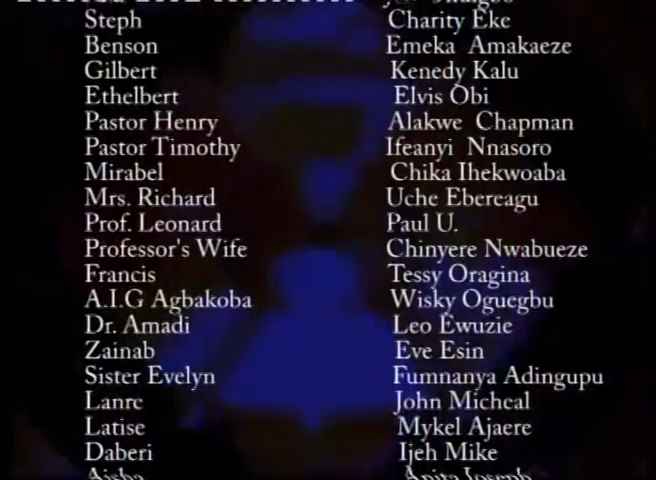 Steph Charity Eke
Benson Emeka Amakaeze
Gilbert Kenedy Kalu
Ethelbert Elvis Obi
Pastor Henry Alakwe Chapman
Pastor Timothy Ifeanyi Nnasoro
Mirabel Chika Ihekwoaba
Mrs. Richard Uche Ebereagu
Prof. Leonard Paul U.
Professor's Wife Chinyere Nwabueze
Francis Tessy Oragina
A.I.G Agbakoba Wisky Oguegbu
Dr. Amadi Leo Ewuzie
Zainab Eve Esin
Sister Evelyn Fumnanya Adingupu
Lanre John Micheal
Latise Mykel Ajaere
Daberi Ijeh Mike